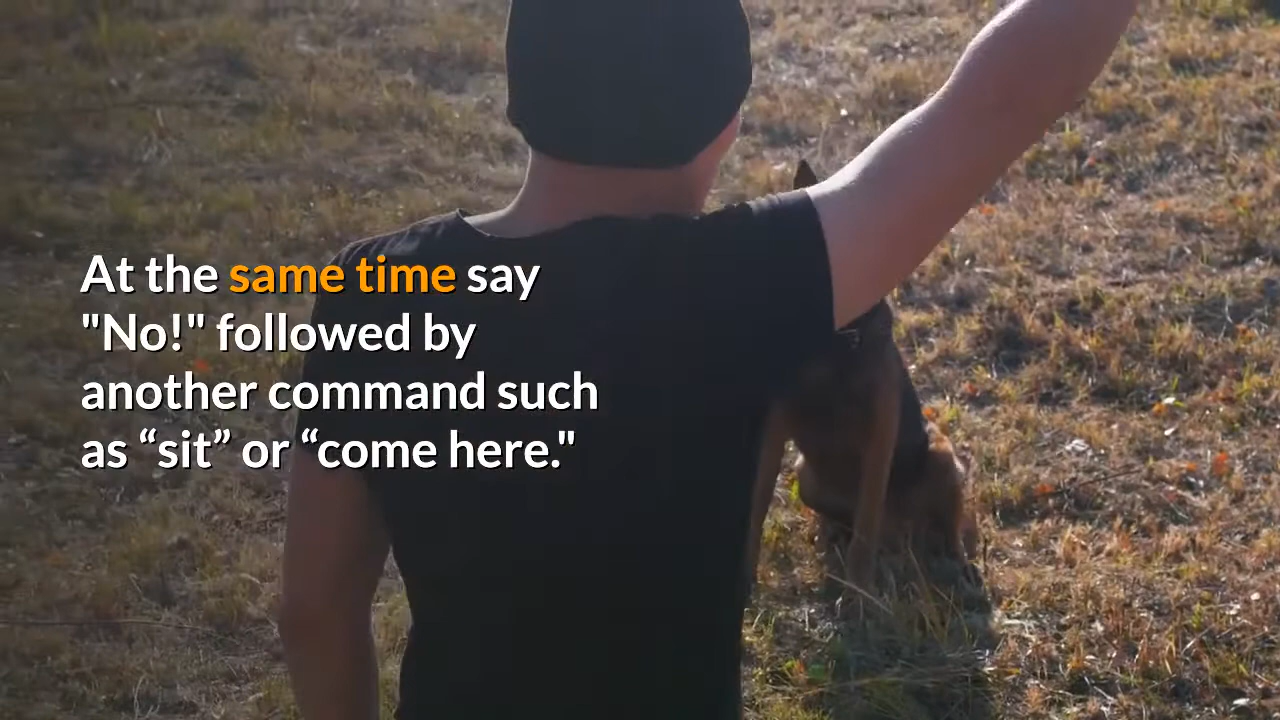 At the same time say
"No!" followed by
another command such
as “sit” or “come here."